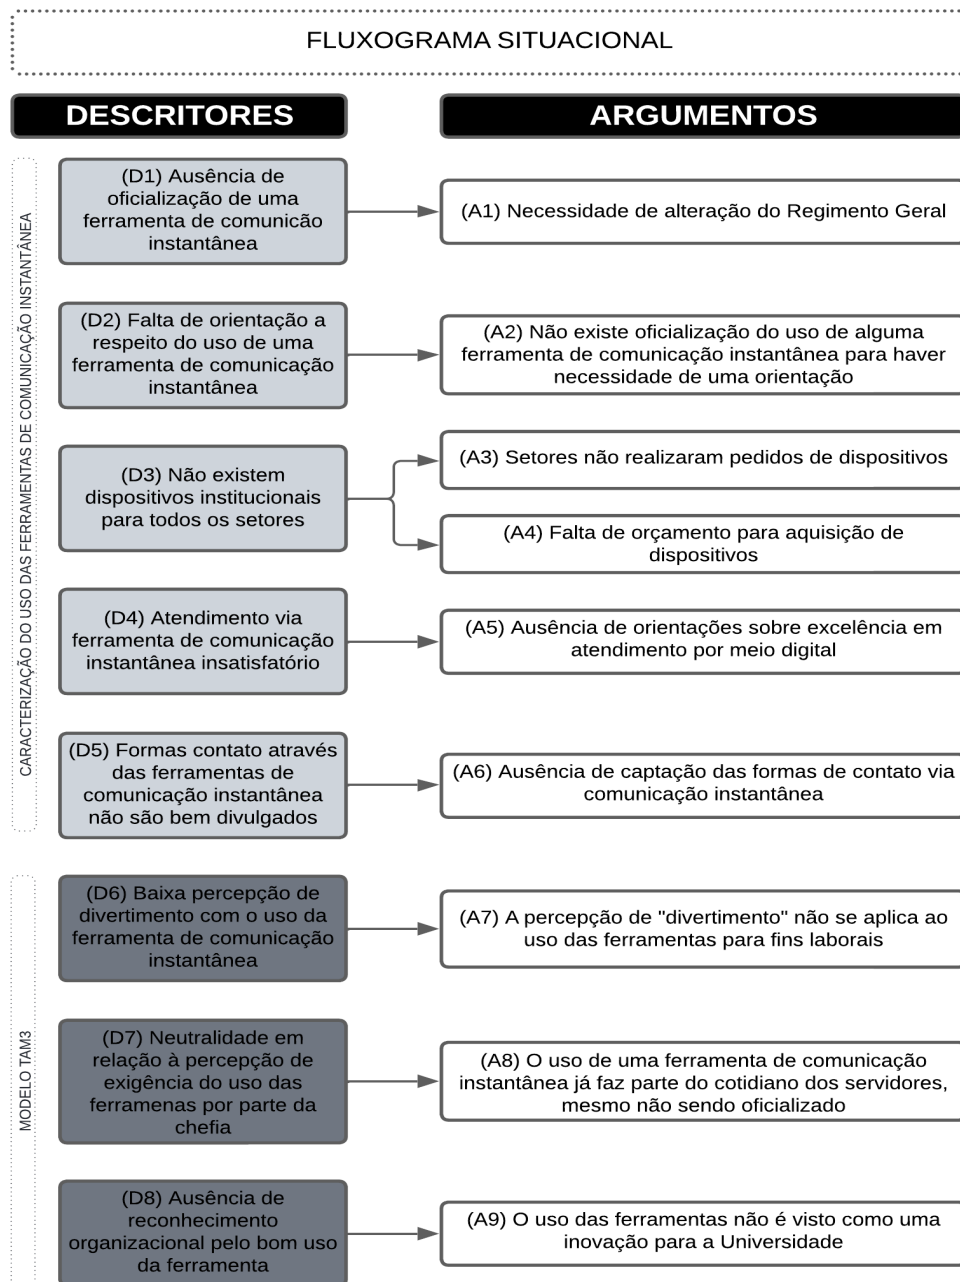 FLUXOGRAMA SITUACIONAL
DESCRITORES
ARGUMENTOS
CARACTERIZAÇÃO DO USO DAS FERRAMENTAS DE COMUNICAÇÃO INSTANTÂNEA
(D1) Ausência de
oficialização de uma
ferramenta de comunicão
instantânea
(A1) Necessidade de alteração do Regimento Geral
(D2) Falta de orientação a
respeito do uso de uma
ferramenta de comunicação
instantânea
(A2) Não existe oficialização do uso de alguma
ferramenta de comunicação instantânea para haver
necessidade de uma orientação
(D3) Não existem
dispositivos institucionais
para todos os setores
(A3) Setores não realizaram pedidos de dispositivos
(A4) Falta de orçamento para aquisição de
dispositivos
(D4) Atendimento via
ferramenta de comunicação
instantânea insatisfatório
(A5) Ausência de orientações sobre excelência em
atendimento por meio digital
(D5) Formas contato através
das ferramentas de
comunicação instantânea
não são bem divulgados
(A6) Ausência de captação das formas de contato via
comunicação instantânea
MODELO TAM3
(D6) Baixa percepção de
divertimento com o uso da
ferramenta de comunicação
instantânea
(A7) A percepção de "divertimento" não se aplica ao
uso das ferramentas para fins laborais
(D7) Neutralidade em
relação à percepção de
exigência do uso das
ferramenas por parte da
chefia
(A8) O uso de uma ferramenta de comunicação
instantânea já faz parte do cotidiano dos servidores,
mesmo não sendo oficializado
(D8) Ausência de
reconhecimento
organizacional pelo bom uso
da ferramenta
(A9) O uso das ferramentas não é visto como uma
inovação para a Universidade